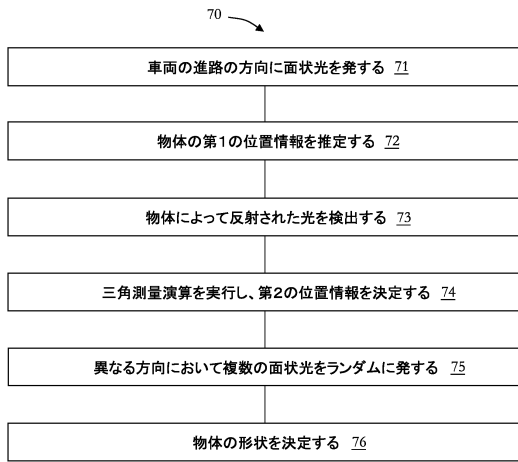 70
車両の進路の方向に面状光を発する 71
物体の第1の位置情報を推定する 72
物体によって反射された光を検出する 73
三角測量演算を実行し、第2の位置情報を決定する 74
異なる方向において複数の面状光をランダムに発する 75
物体の形状を決定する 76